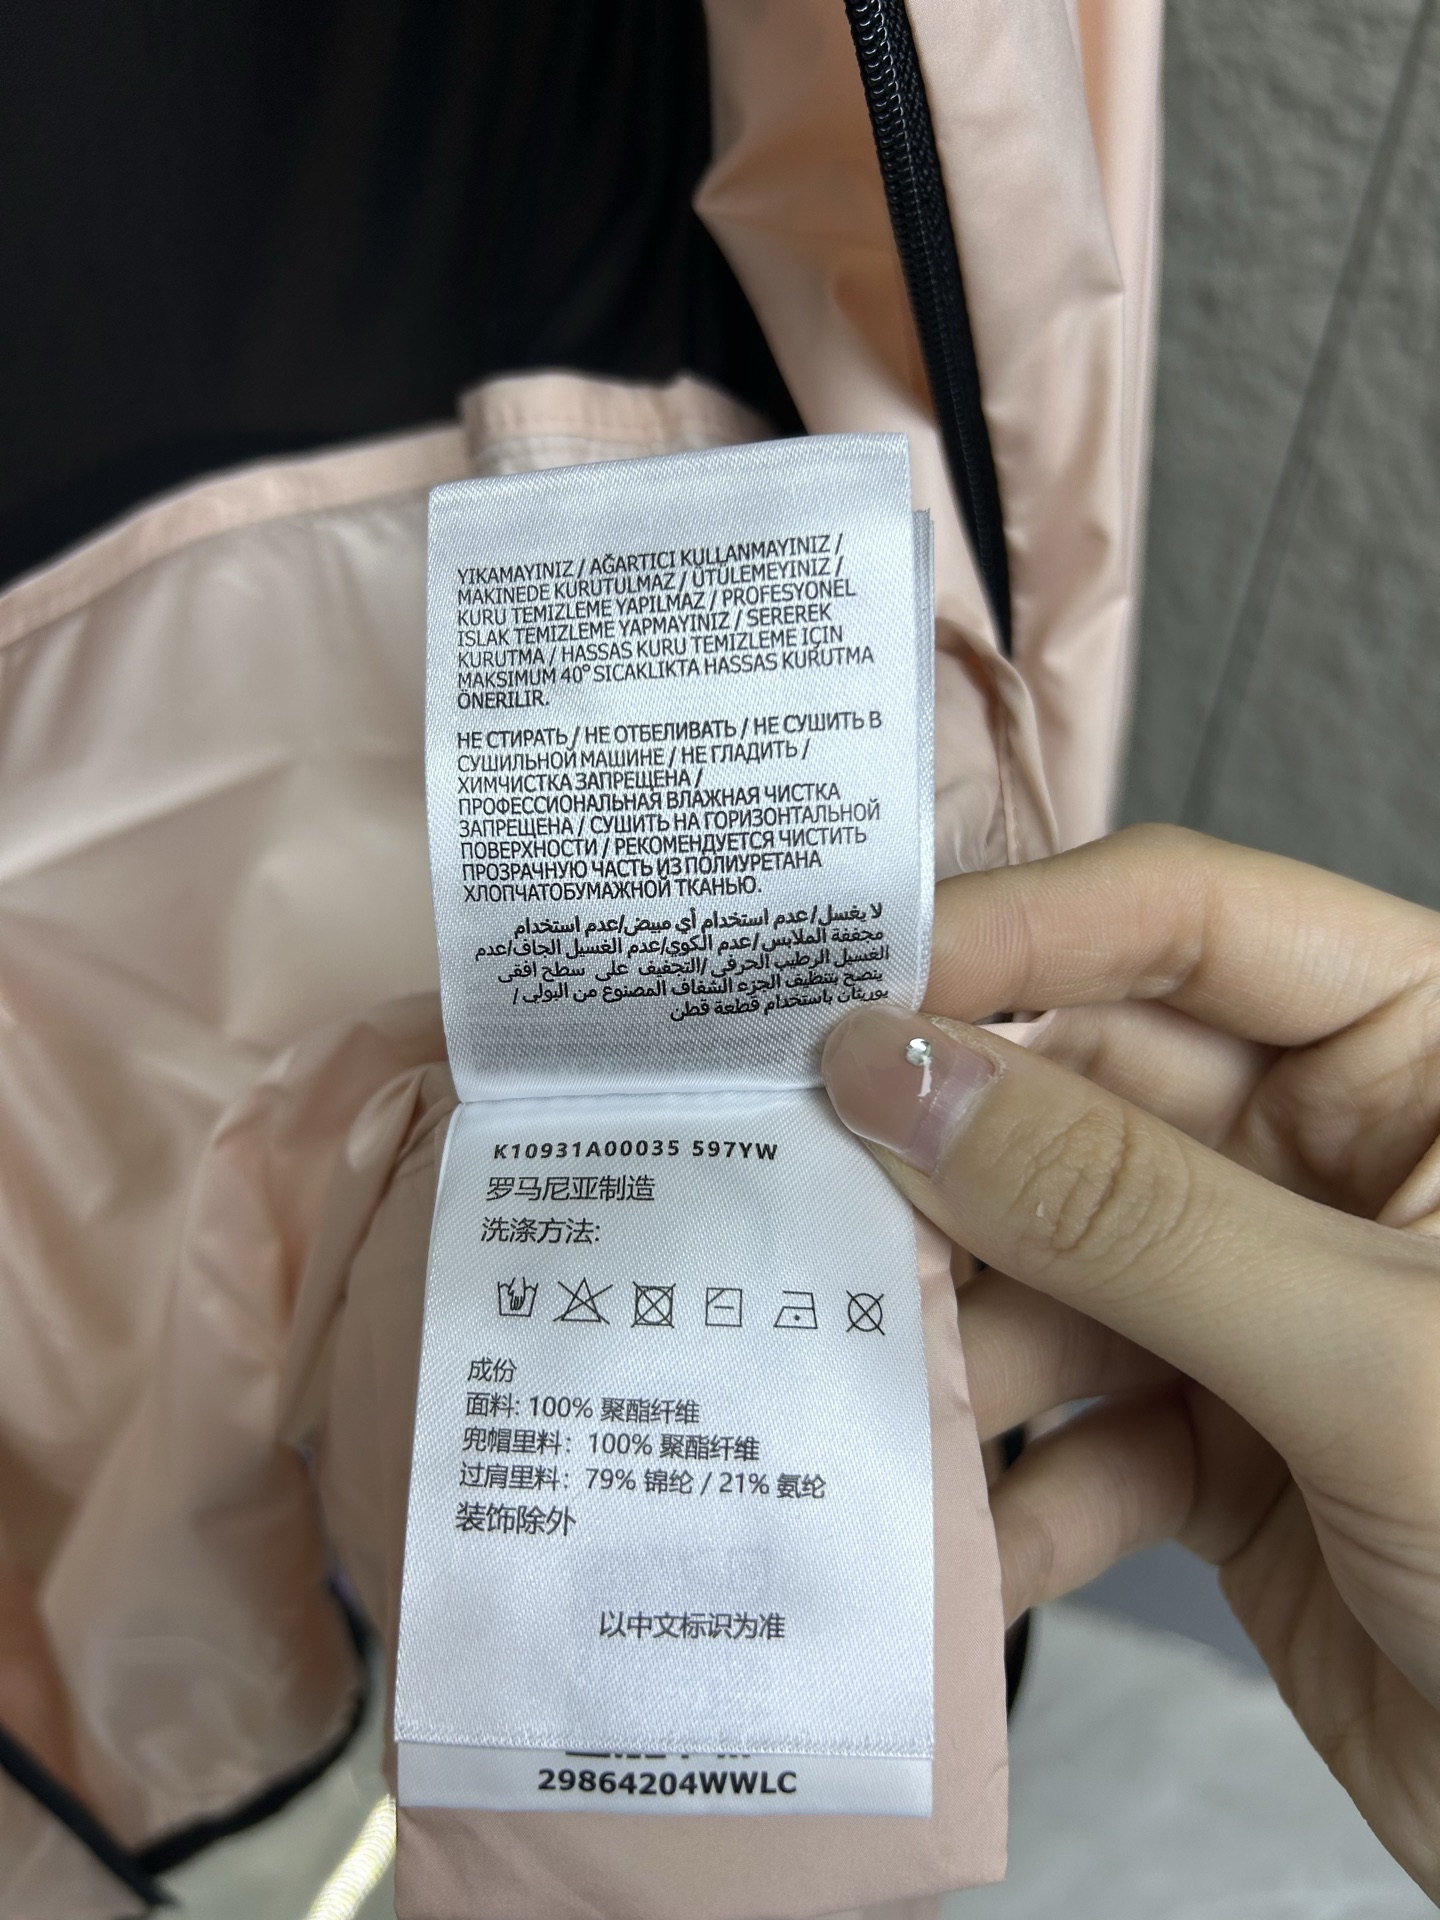 YIKAMAYINIZ / AĞARTICI KULLANMAYINIZ /
MAKINEDE KURUTULMAZ / ÜTÜLEMEYINIZ /
KURU TEMIZLEME YAPILMAZ / PROFESYONEL
ISLAK TEMIZLEME YAPMAYINIZ / SEREREK
KURUTMA / HASSAS KURU TEMIZLEME IÇIN
MAKSIMUM 40° SICAKLIKTA HASSAS KURUTMA
ÖNERILIR.
НЕ СТИРАТЬ / НЕ ОТБЕЛИВАТЬ / НЕ СУШИТЬ В
СУШИЛЬНОЙ МАШИНЕ / НЕ ГЛАДИТЬ /
ХИМЧИСТКА ЗАПРЕЩЕНА /
ПРОФЕССИОНАЛЬНАЯ ВЛАЖНАЯ ЧИСТКА
ЗАПРЕЩЕНА / СУШИТЬ НА ГОРИЗОНТАЛЬНОЙ
ПОВЕРХНОСТИ / РЕКОМЕНДУЕТСЯ ЧИСТИТЬ
ПРОЗРАЧНУЮ ЧАСТЬ ИЗ ПОЛИУРЕТАНА
ХЛОПЧАТОБУМАЖНОЙ ТКАНЬЮ.
لا يغسل/عدم استخدام أي مبيض/عدم استخدام
مجففة الملابس/عدم الكوي/عدم الغسيل الجاف/عدم
الغسيل الرطب الحرفي/التجفيف على سطح افقى
ينصح بتنظيف الجزء الشفاف المصنوع من البولي/
يوريثان باستخدام قطعة قطن
K10931A00035 597YW
罗马尼亚制造
洗涤方法:
成份
面料: 100% 聚酯纤维
兜帽里料: 100% 聚酯纤维
过肩里料: 79% 锦纶 / 21% 氨纶
装饰除外
以中文标识为准
29864204WWLC